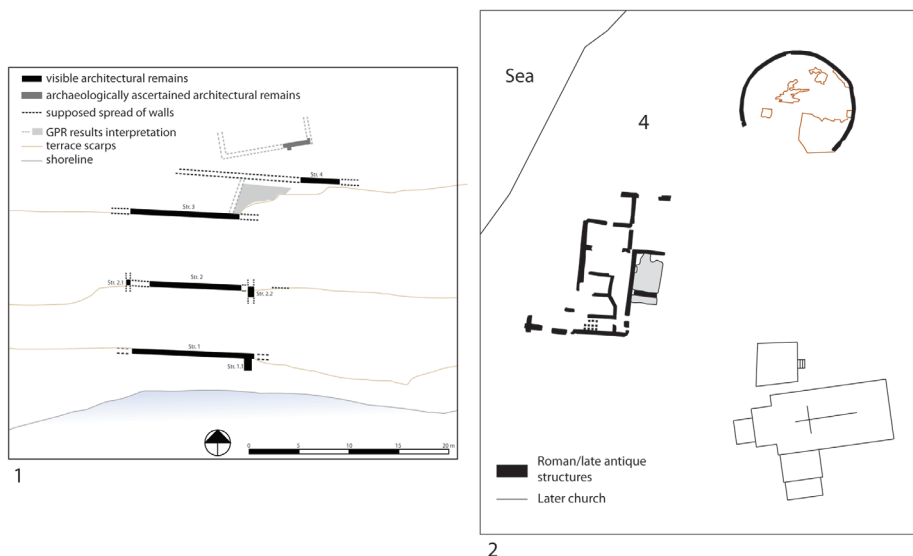 visible architectural remains
archaeologically ascertained architectural remains
supposed spread of walls
GPR results interpretation
terrace scarps
shoreline
Str. 4
Str. 3
Str. 2.1
Str. 2
Str. 2.2
Str. 1
Str. 1.1
0 5 10 15 20 m
1
Sea
4
Roman/late antique
structures
Later church
2